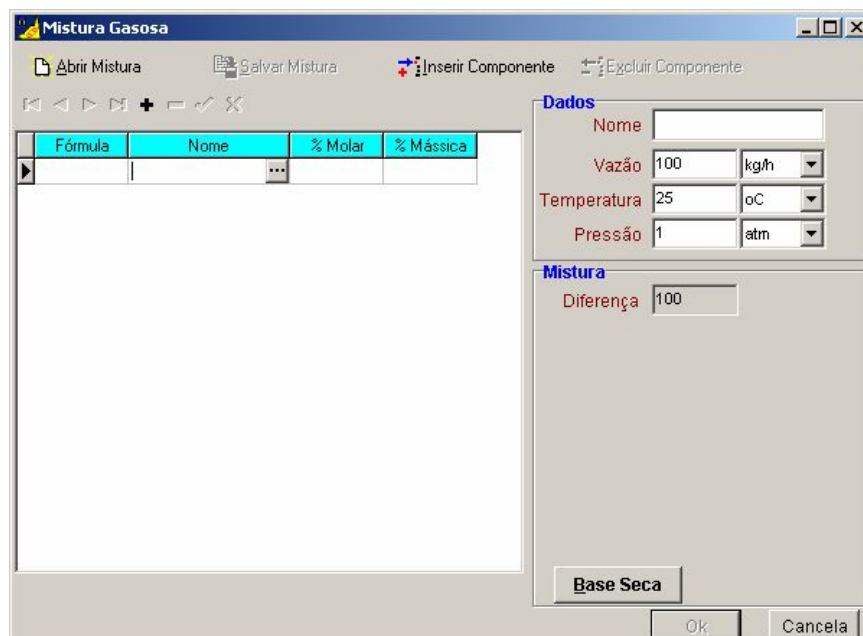 Mistura Gasosa
Abrir Mistura Salvar Mistura Inserir Componente Excluir Componente
Fórmula Nome % Molar % Mássica
Dados
Nome
Vazão 100 kg/h
Temperatura 25 oC
Pressão 1 atm
Mistura
Diferença 100
Base Seca
Ok Cancela